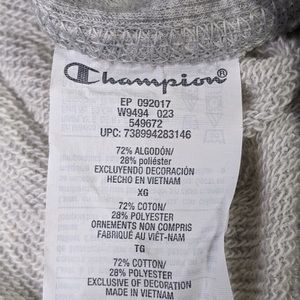 Champion®
EP 092017
W9494 023
549672
UPC: 738994283146
72% ALGODÓN/
28% poliéster
EXCLUYENDO DECORACIÓN
HECHO EN VIETNAM
XG
72% COTON/
28% POLYESTER
ORNEMENTS NON COMPRIS
FABRIQUÉ AU VIÊT-NAM
TG
72% COTTON/
28% POLYESTER
EXCLUSIVE OF DECORATION
MADE IN VIETNAM